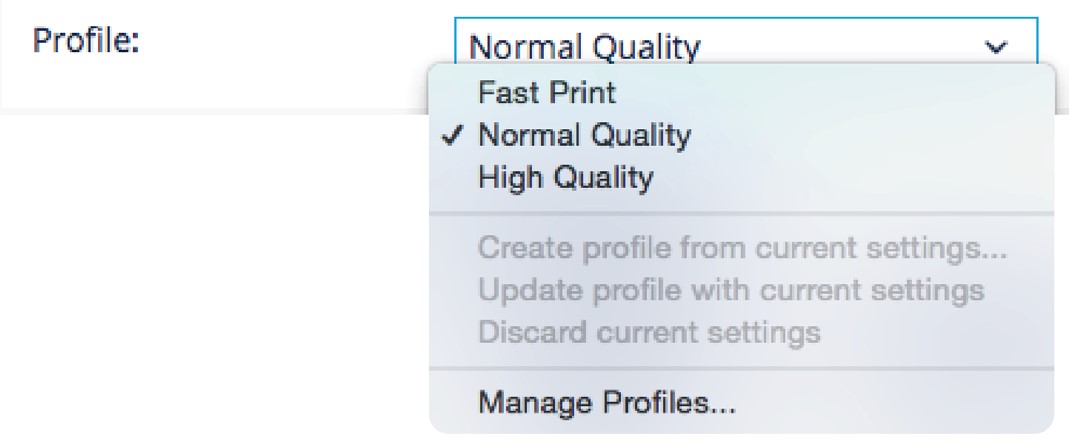 Profile:
Normal Quality
Fast Print
Normal Quality
High Quality
Create profile from current settings...
Update profile with current settings
Discard current settings
Manage Profiles...